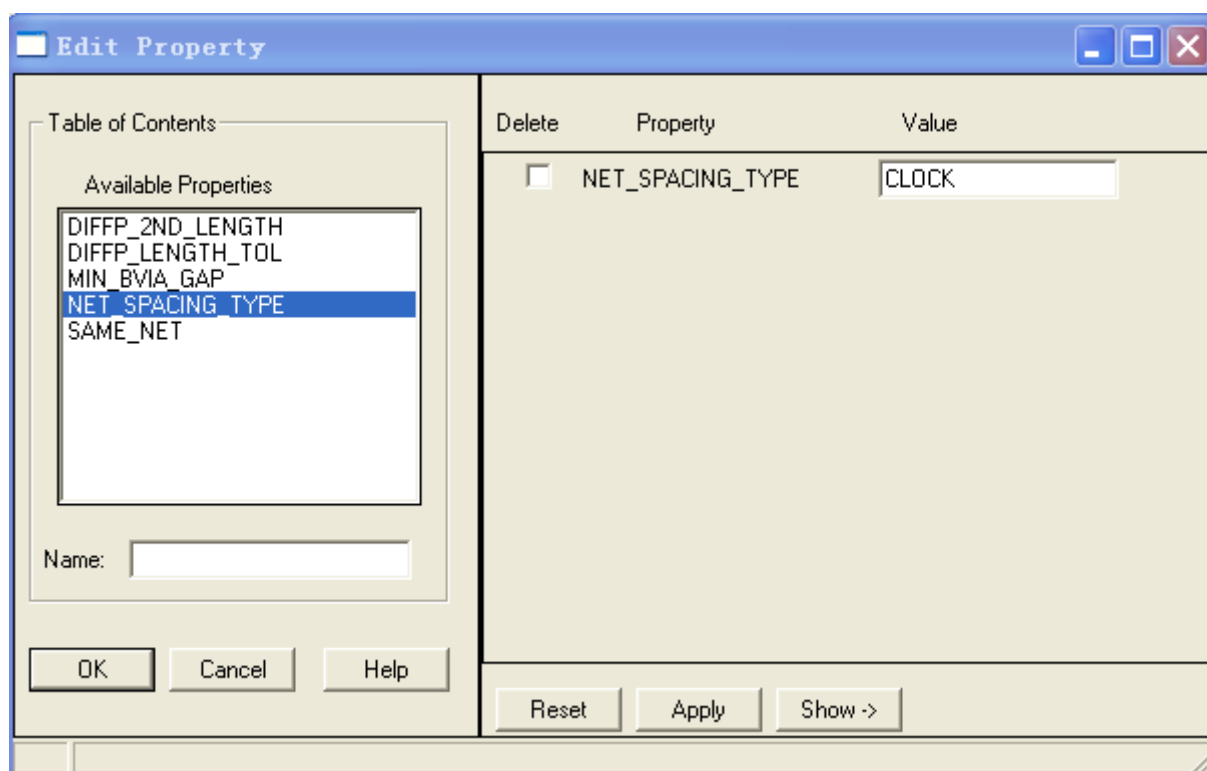 Edit Property
Table of Contents
Available Properties
DIFFP_2ND_LENGTH
DIFFP_LENGTH_TOL
MIN_BVIA_GAP
NET_SPACING_TYPE
SAME_NET
Name:
OK Cancel Help
Delete Property Value
NET_SPACING_TYPE CLOCK
Reset Apply Show ->